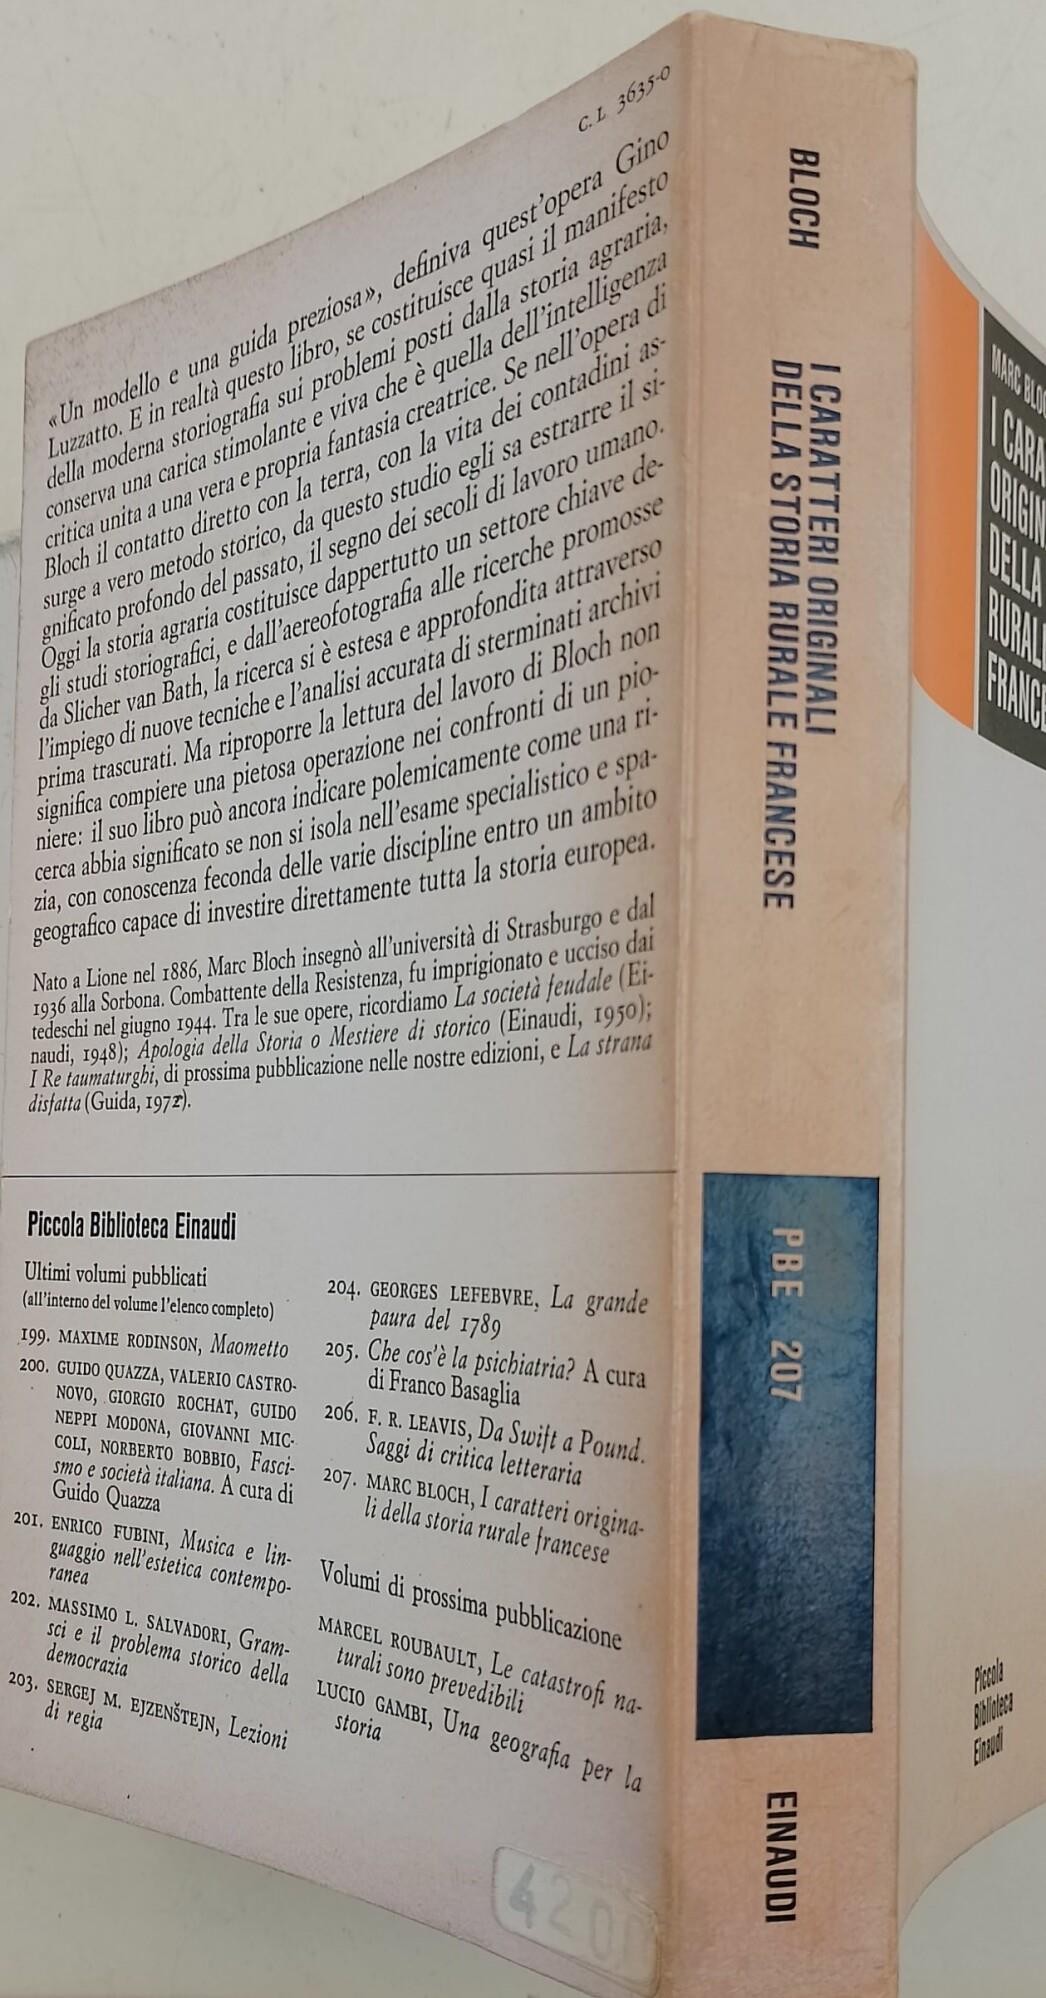 C. L. 3635-0
«Un modello e una guida preziosa», definiva quest'opera Gino
Luzzatto. E in realtà questo libro, se costituisce quasi il manifesto
della moderna storiografia sui problemi posti dalla storia agraria,
conserva una carica stimolante e viva che è quella dell'intelligenza
critica unita a una vera e propria fantasia creatrice. Se nell'opera di
Bloch il contatto diretto con la terra, con la vita dei contadini as-
surge a vero metodo storico, da questo studio egli sa estrarre il si-
gnificato profondo del passato, il segno dei secoli di lavoro umano.
Oggi la storia agraria costituisce dappertutto un settore chiave de-
gli studi storiografici, e dall'aereofotografia alle ricerche promosse
da Slicher van Bath, la ricerca si è estesa e approfondita attraverso
l'impiego di nuove tecniche e l'analisi accurata di sterminati archivi
prima trascurati. Ma riproporre la lettura del lavoro di Bloch non
significa compiere una pietosa operazione nei confronti di un pio-
niere: il suo libro può ancora indicare polemicamente come una ri-
cerca abbia significato se non si isola nell'esame specialistico e spa-
zia, con conoscenza feconda delle varie discipline entro un ambito
geografico capace di investire direttamente tutta la storia europea.
Nato a Lione nel 1886, Marc Bloch insegnò all'università di Strasburgo e dal
1936 alla Sorbona. Combattente della Resistenza, fu imprigionato e ucciso dai
tedeschi nel giugno 1944. Tra le sue opere, ricordiamo La società feudale (Ei-
naudi, 1948); Apologia della Storia o Mestiere di storico (Einaudi, 1950);
I Re taumaturghi, di prossima pubblicazione nelle nostre edizioni, e La strana
disfatta (Guida, 1972).
Piccola Biblioteca Einaudi
Ultimi volumi pubblicati
(all'interno del volume l'elenco completo)
199. MAXIME RODINSON, Maometto
200. GUIDO QUAZZA, VALERIO CASTRO-
NOVO, GIORGIO ROCHAT, GUIDO
NEPPI MODONA, GIOVANNI MIC-
COLI, NORBERTO BOBBIO, Fasci-
smo e società italiana. A cura di
Guido Quazza
201. ENRICO FUBINI, Musica e lin-
guaggio nell'estetica contempo-
ranea
202. MASSIMO L. SALVADORI, Gram-
sci e il problema storico della
democrazia
203. SERGEJ M. EJZENŠTEJN, Lezioni
di regia
204. GEORGES LEFEBVRE, La grande
paura del 1789
205. Che cos'è la psichiatria? A cura
di Franco Basaglia
206. F. R. LEAVIS, Da Swift a Pound.
Saggi di critica letteraria
207. MARC BLOCH, I caratteri origina-
li della storia rurale francese
Volumi di prossima pubblicazione
MARCEL ROUBAULT, Le catastrofi na-
turali sono prevedibili
LUCIO GAMBI, Una geografia per la
storia
4200
BLOCH
I CARATTERI ORIGINALI
DELLA STORIA RURALE FRANCESE
PBE 207
EINAUDI
MARC BLOC
I CARA
ORIGIN
DELLA
RURALE
FRANCE
Piccola
Biblioteca
Einaudi